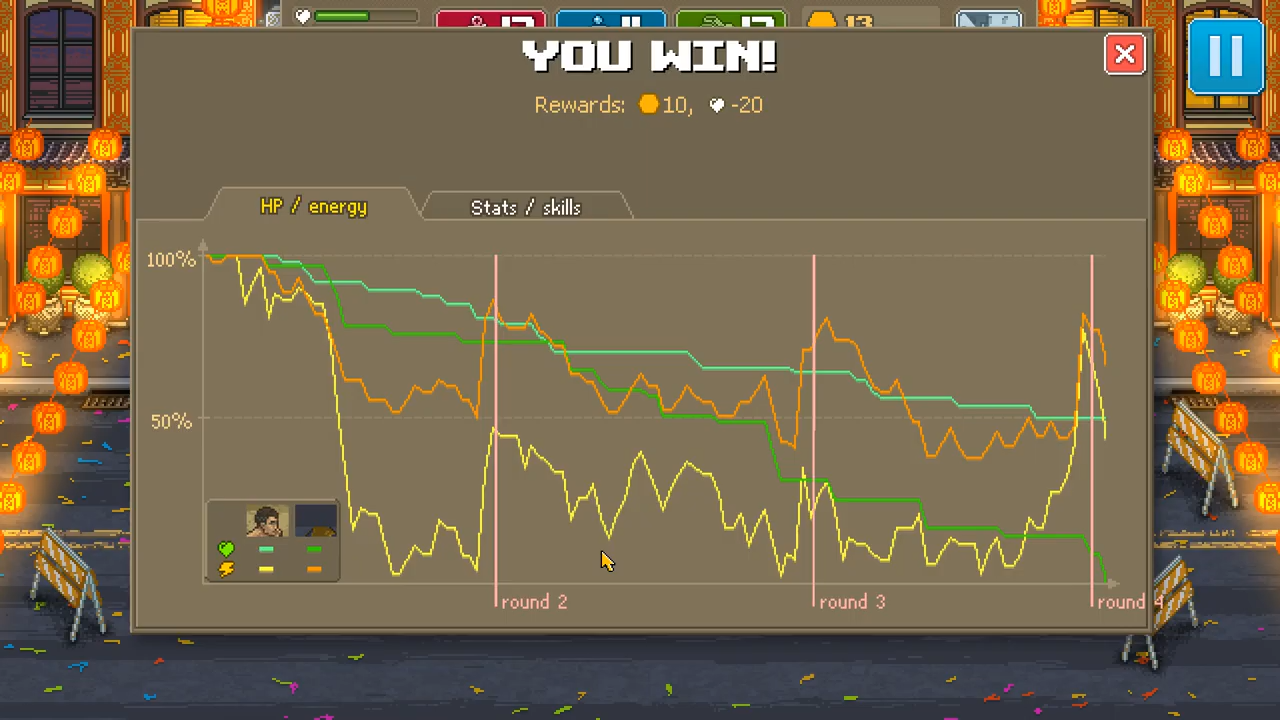 YOU WIN!
Rewards: 10, -20
HP / energy
Stats / skills
100%
50%
round 2
round 3
round 4